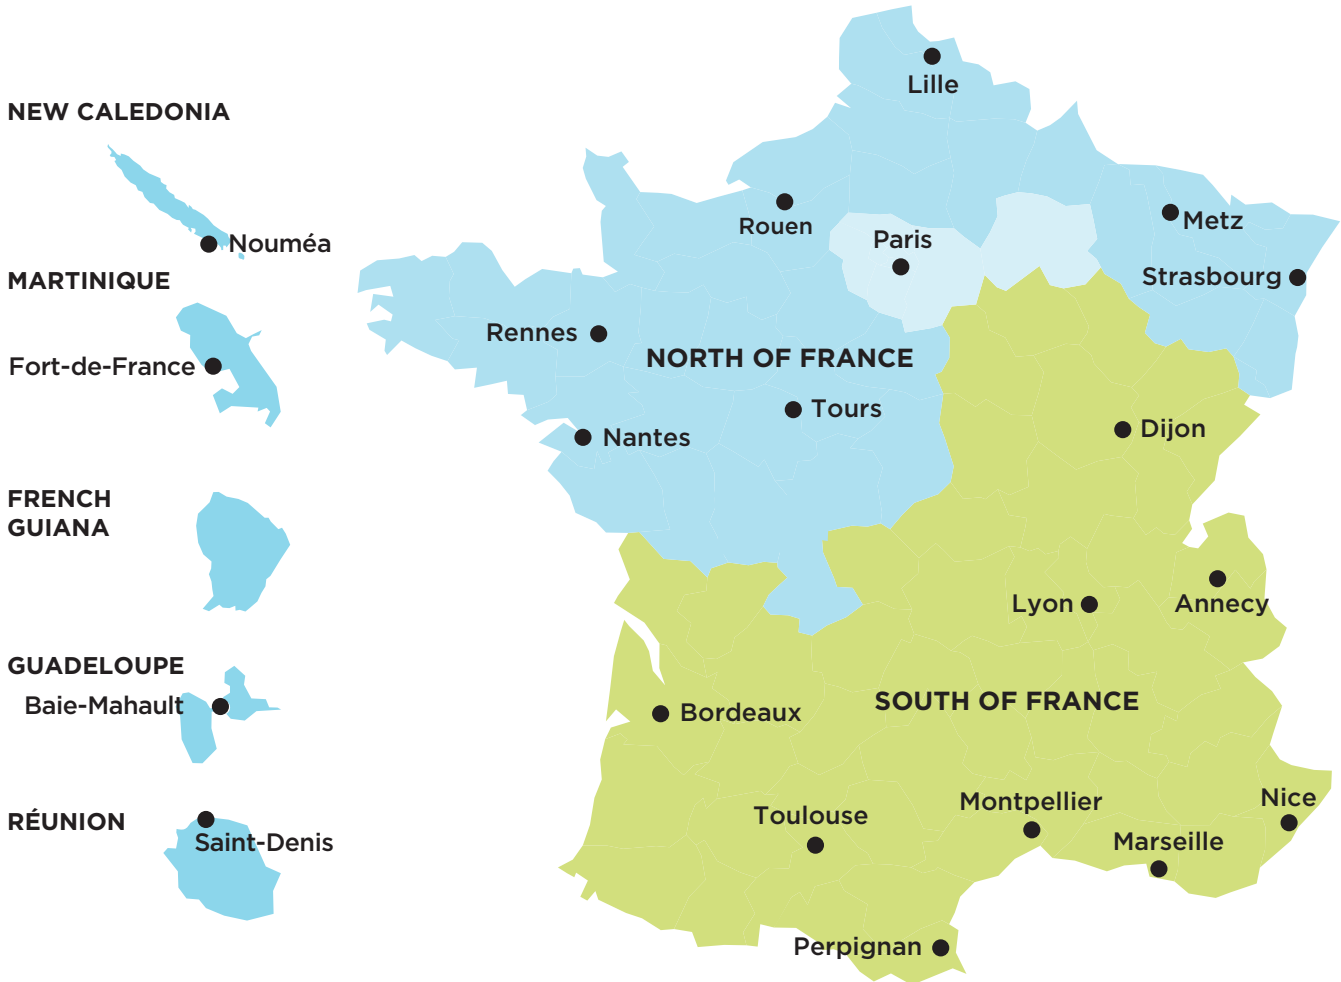 NEW CALEDONIA
Nouméa
MARTINIQUE
Fort-de-France
FRENCH
GUIANA
GUADELOUPE
Baie-Mahault
RÉUNION
Saint-Denis
Lille
Rouen
Paris
Metz
Strasbourg
Rennes
NORTH OF FRANCE
Tours
Nantes
Dijon
Lyon
Annecy
SOUTH OF FRANCE
Bordeaux
Toulouse
Montpellier
Nice
Marseille
Perpignan